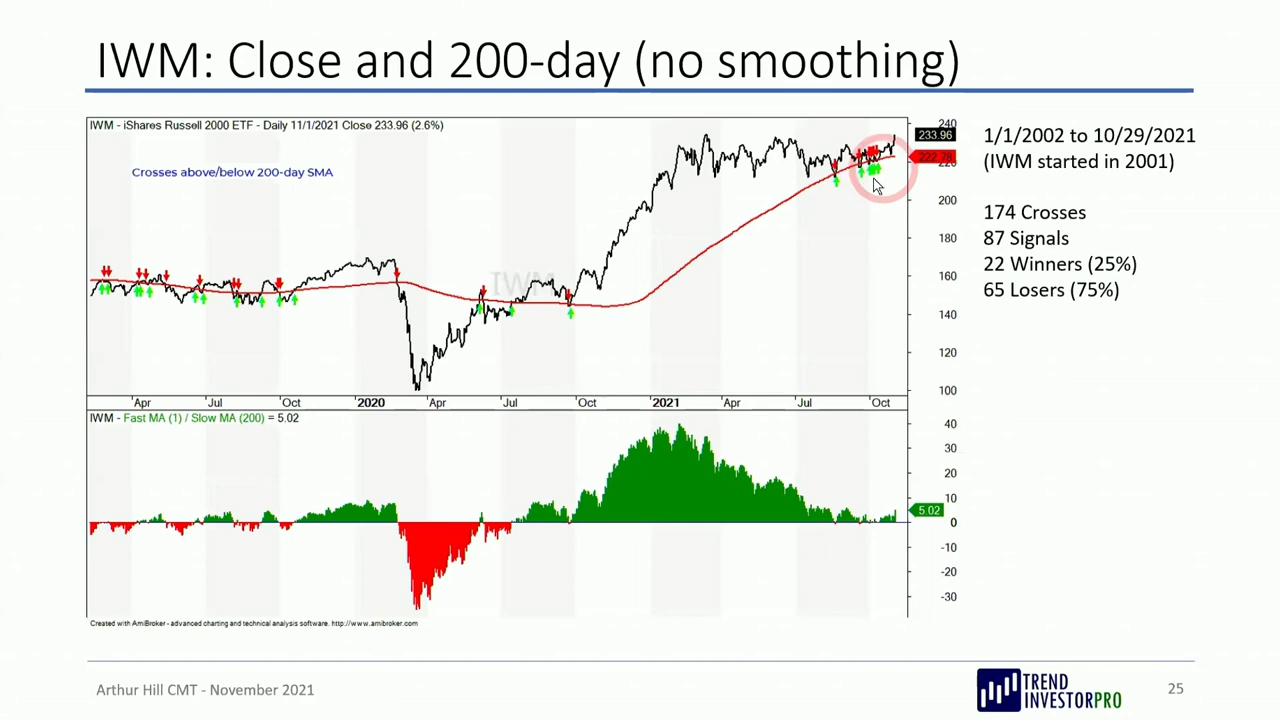 IWM: Close and 200-day (no smoothing)
IWM - iShares Russell 2000 ETF - Daily 11/1/2021 Close 233.96 (2.6%)
Crosses above/below 200-day SMA
IWM
240
233.96
222.78
220
200
180
160
140
120
100
Apr Jul Oct 2020 Apr Jul Oct 2021 Apr Jul Oct
IWM - Fast MA (1) / Slow MA (200) = 5.02
40
30
20
10
5.02
0
-10
-20
-30
Created with AmiBroker - advanced charting and technical analysis software. http://www.amibroker.com
1/1/2002 to 10/29/2021
(IWM started in 2001)
174 Crosses
87 Signals
22 Winners (25%)
65 Losers (75%)
Arthur Hill CMT - November 2021
TREND
INVESTORPRO
25